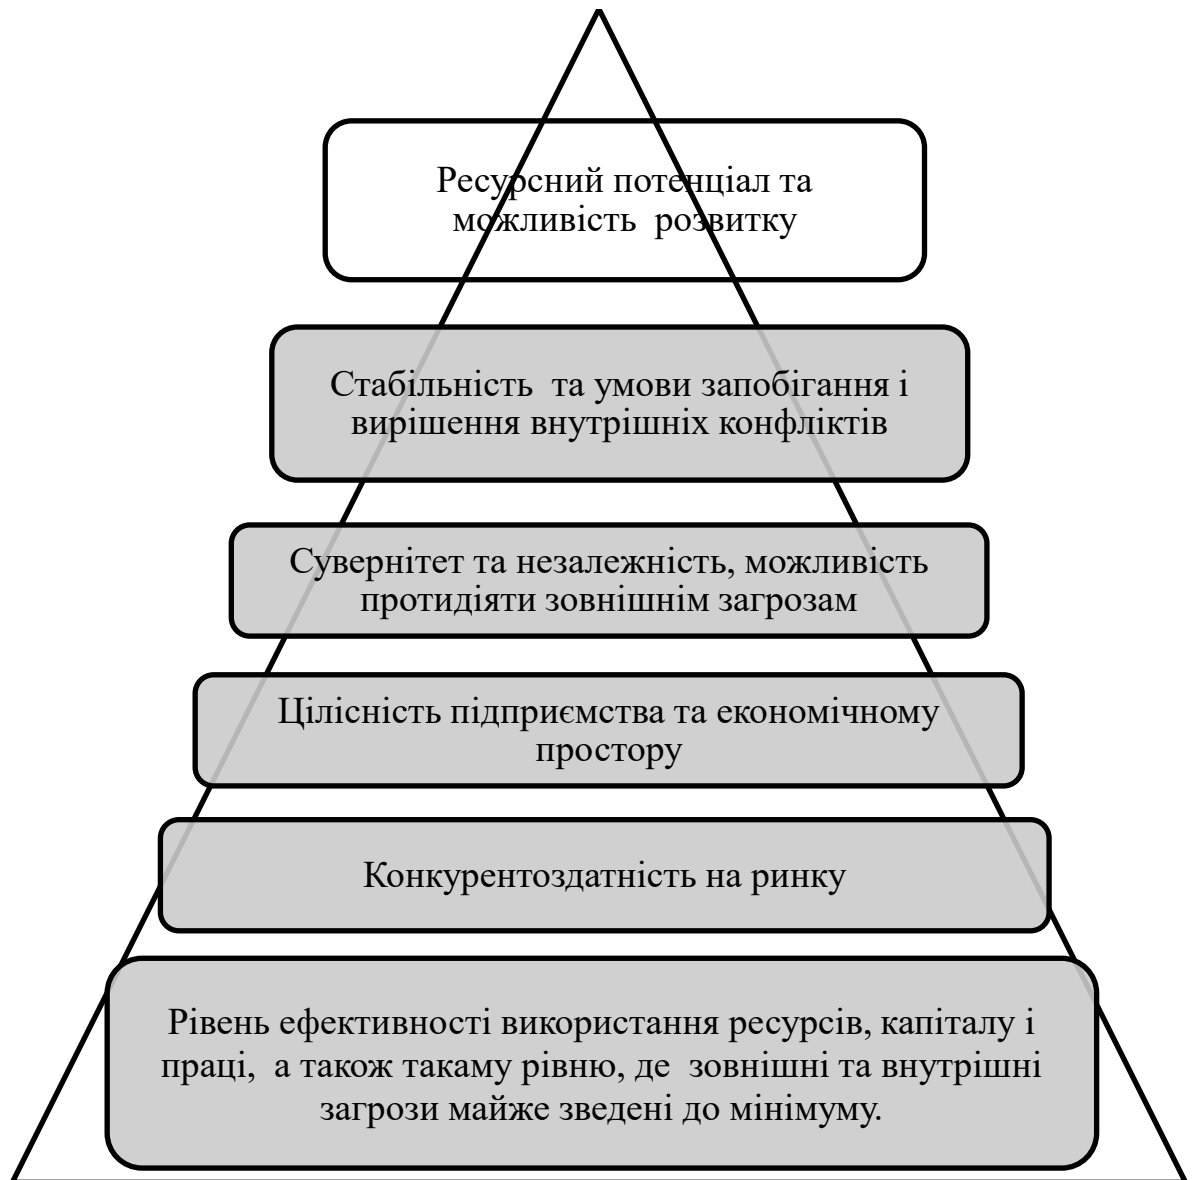 Ресурсний потенціал та
можливість розвитку
Стабільність та умови запобігання і
вирішення внутрішніх конфліктів
Сувернітет та незалежність, можливість
протидіяти зовнішнім загрозам
Цілісність підприємства та економічному
простору
Конкурентоздатність на ринку
Рівень ефективності використання ресурсів, капіталу і
праці, а також такаму рівню, де зовнішні та внутрішні
загрози майже зведені до мінімуму.